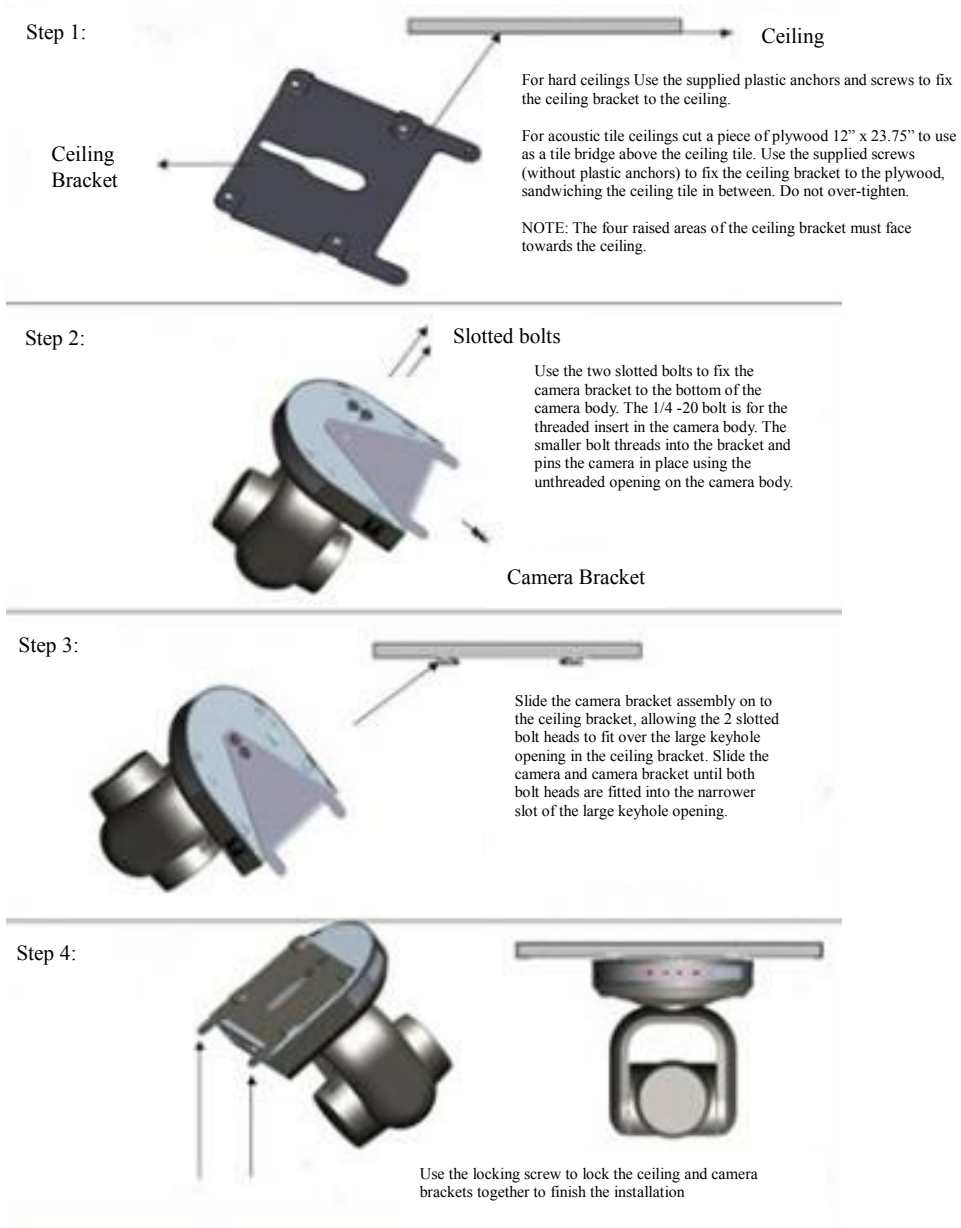 Step 1:
Ceiling
For hard ceilings Use the supplied plastic anchors and screws to fix
the ceiling bracket to the ceiling.
For acoustic tile ceilings cut a piece of plywood 12” x 23.75” to use
as a tile bridge above the ceiling tile. Use the supplied screws
(without plastic anchors) to fix the ceiling bracket to the plywood,
sandwiching the ceiling tile in between. Do not over-tighten.
NOTE: The four raised areas of the ceiling bracket must face
towards the ceiling.
Ceiling
Bracket
Step 2:
Slotted bolts
Use the two slotted bolts to fix the
camera bracket to the bottom of the
camera body. The 1/4 -20 bolt is for the
threaded insert in the camera body. The
smaller bolt threads into the bracket and
pins the camera in place using the
unthreaded opening on the camera body.
Camera Bracket
Step 3:
Slide the camera bracket assembly on to
the ceiling bracket, allowing the 2 slotted
bolt heads to fit over the large keyhole
opening in the ceiling bracket. Slide the
camera and camera bracket until both
bolt heads are fitted into the narrower
slot of the large keyhole opening.
Step 4:
Use the locking screw to lock the ceiling and camera
brackets together to finish the installation